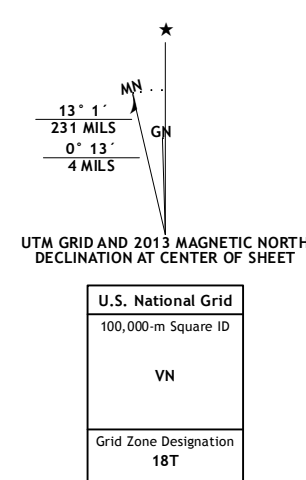 ★
MN
13° 1´
231 MILS
GN
0° 13´
4 MILS
UTM GRID AND 2013 MAGNETIC NORTH
DECLINATION AT CENTER OF SHEET
U.S. National Grid
100,000-m Square ID
VN
Grid Zone Designation
18T